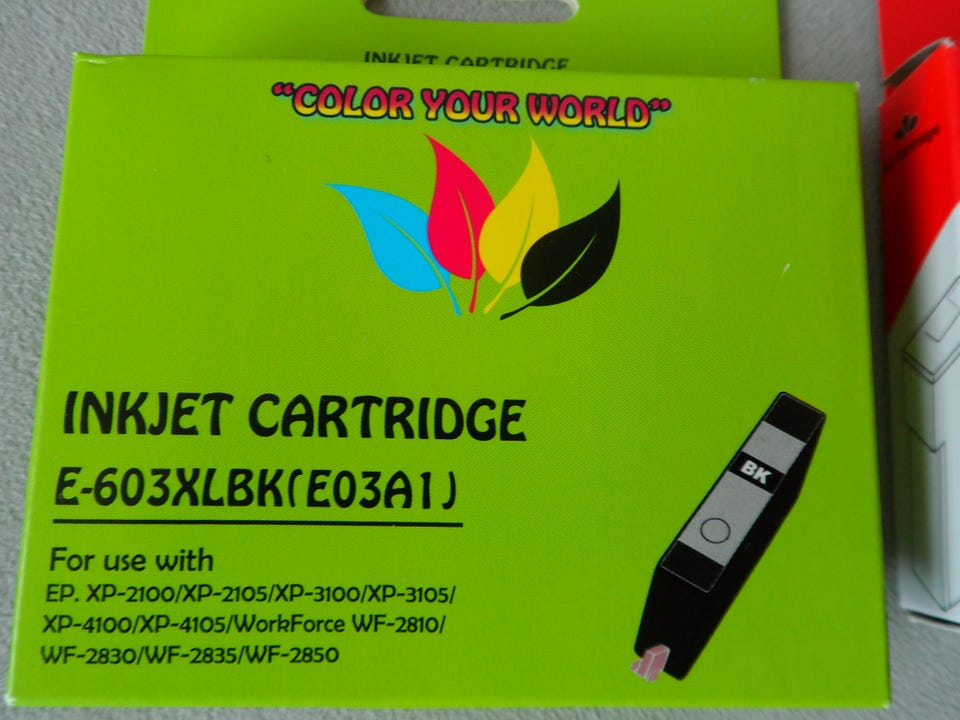 INKJET CARTRIDGE
"COLOR YOUR WORLD"
INKJET CARTRIDGE
E-603XLBK(E03A1)
BK
For use with
EP. XP-2100/XP-2105/XP-3100/XP-3105/
XP-4100/XP-4105/WorkForce WF-2810/
WF-2830/WF-2835/WF-2850